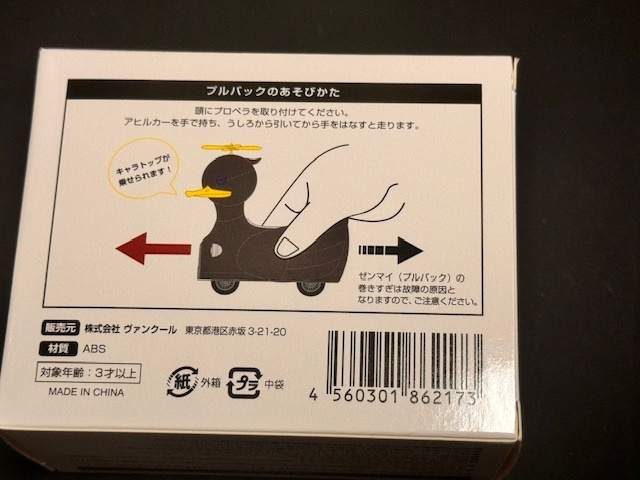 プルバックのあそびかた
頭にプロペラを取り付けてください。
アヒルカーを手で持ち、うしろから引いてから手をはなすと走ります。
キャラトップが
乗せられます！
ゼンマイ（プルバック）の
巻きすぎは故障の原因と
なりますので、ご注意ください。
販売元 株式会社 ヴァンクール 東京都港区赤坂 3-21-20
材質 ABS
対象年齢：3才以上
MADE IN CHINA
紙 外箱 プラ 中袋
4 560301 862173